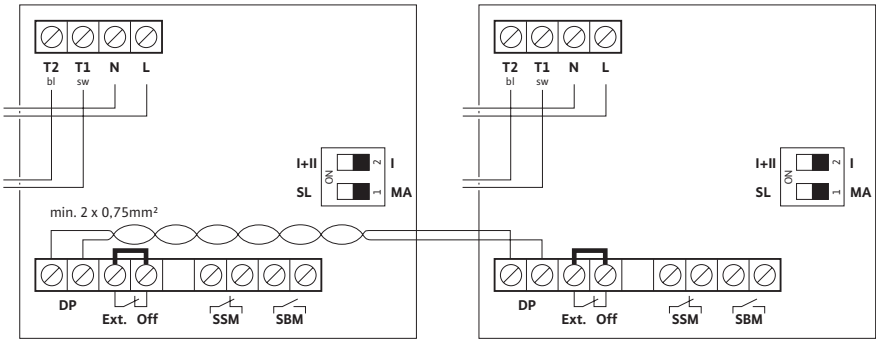 T2 T1 N L
bl sw
I+II ON 2 I
SL 1 MA
min. 2 x 0,75mm²
DP
Ext. Off SSM SBM
T2 T1 N L
bl sw
I+II ON 2 I
SL 1 MA
DP
Ext. Off SSM SBM